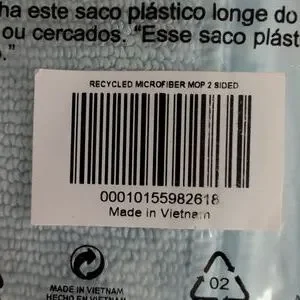 ha este saco plástico longe do
ou cercados. "Esse saco plást
."
RECYCLED MICROFIBER MOP 2 SIDED
00010155982618
Made in Vietnam
MADE IN VIETNAM
HECHO EN VIETNAM
02